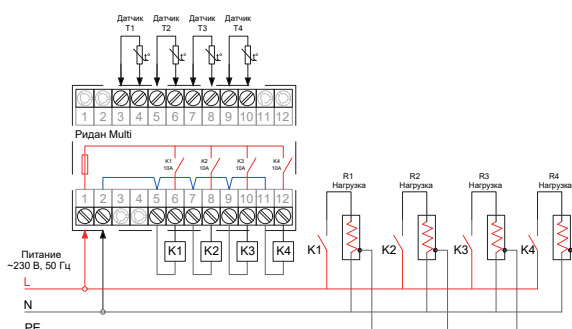 Датчик Датчик Датчик Датчик
T1 T2 T3 T4
t° t° t° t°
1 2 3 4 5 6 7 8 9 10 11 12
Ридан Multi
K1 K2 K3 K4
10A 10A 10A 10A
1 2 3 4 5 6 7 8 9 10 11 12
R1 R2 R3 R4
Нагрузка Нагрузка Нагрузка Нагрузка
K1 K2 K3 K4
K1 K2 K3 K4
Питание
~230 В, 50 Гц
L
N
PE